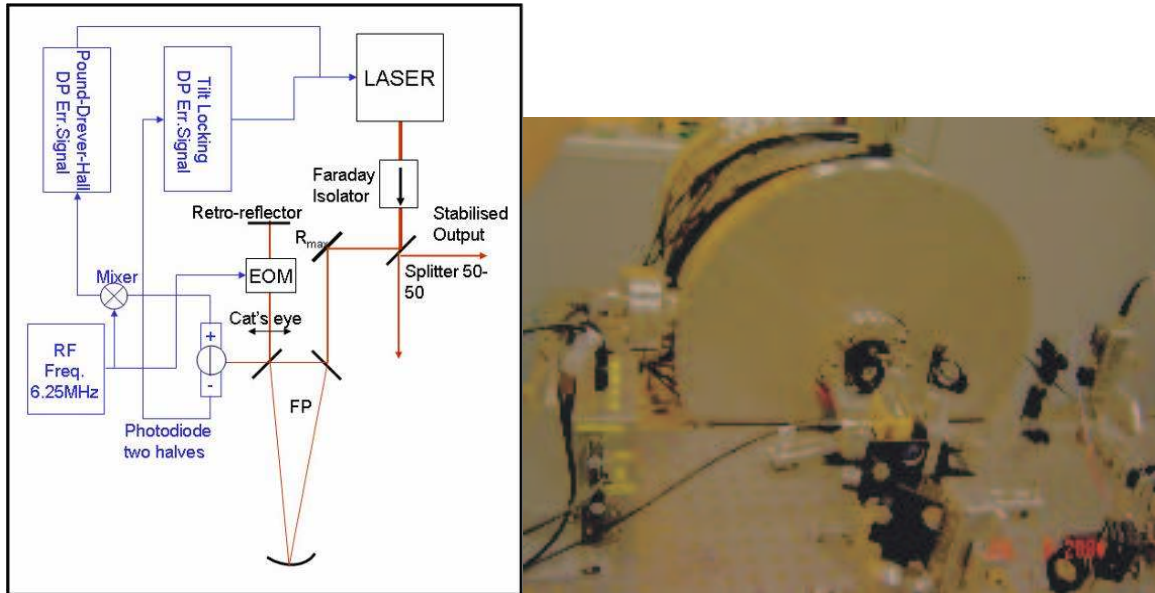 Pound-Drever-Hall
DP Err.Signal
Tilt Locking
DP Err.Signal
LASER
Faraday
Isolator
Retro-reflector
Stabilised
Output
Rmax
Splitter 50-
50
EOM
Mixer
Cat's eye
+
-
RF
Freq.
6.25MHz
FP
Photodiode
two halves